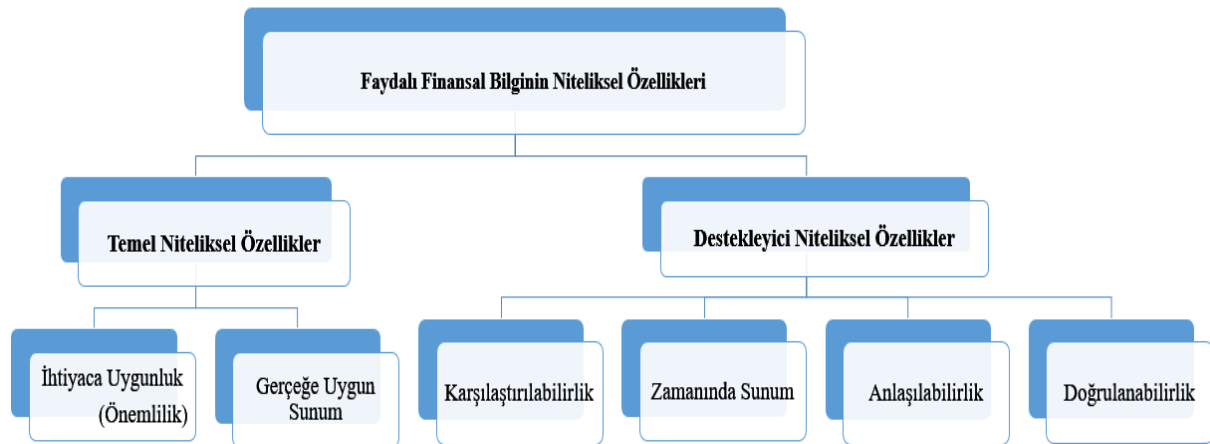 Faydalı Finansal Bilginin Niteliksel Özellikleri
Temel Niteliksel Özellikler
Destekleyici Niteliksel Özellikler
İhtiyaca Uygunluk
(Önemlilik)
Gerçeğe Uygun
Sunum
Karşılaştırılabilirlik
Zamanında Sunum
Anlaşılabilirlik
Doğrulanabilirlik